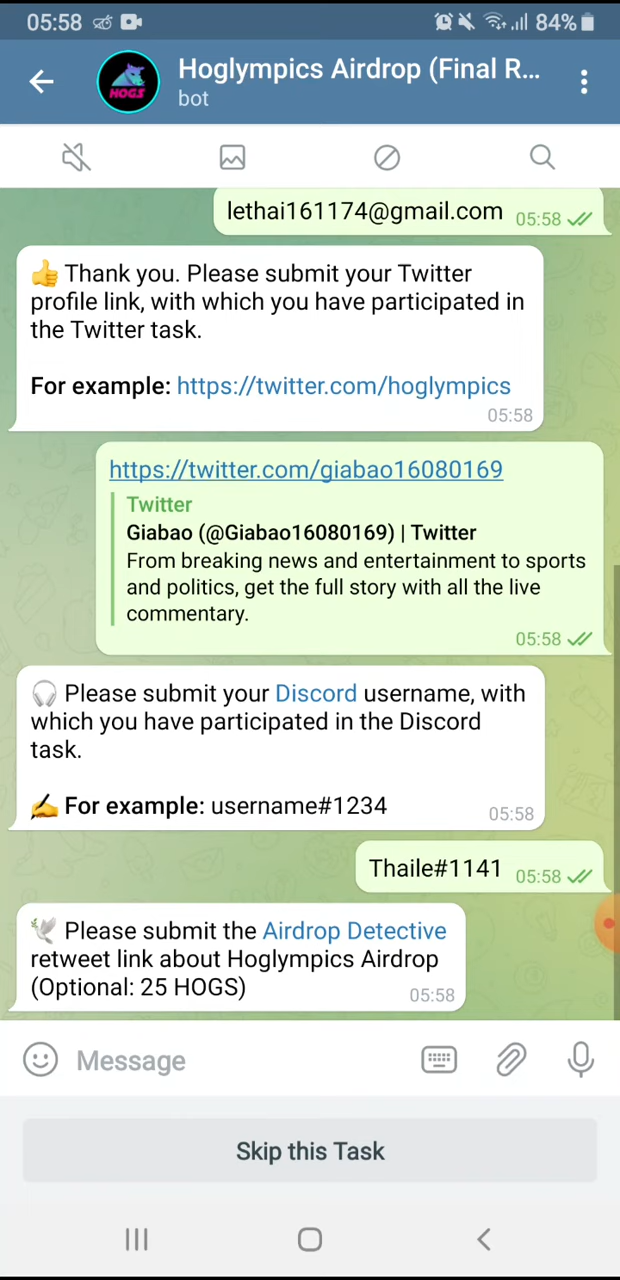 05:58 84%
Hoglympics Airdrop (Final R...
bot
HOGS
lethai161174@gmail.com 05:58
👍 Thank you. Please submit your Twitter
profile link, with which you have participated in
the Twitter task.
For example: https://twitter.com/hoglympics
05:58
https://twitter.com/giabao16080169
Twitter
Giabao (@Giabao16080169) | Twitter
From breaking news and entertainment to sports
and politics, get the full story with all the live
commentary.
05:58
🎧 Please submit your Discord username, with
which you have participated in the Discord
task.
✍️ For example: username#1234 05:58
Thaile#1141 05:58
🕊 Please submit the Airdrop Detective
retweet link about Hoglympics Airdrop
(Optional: 25 HOGS) 05:58
Message
Skip this Task